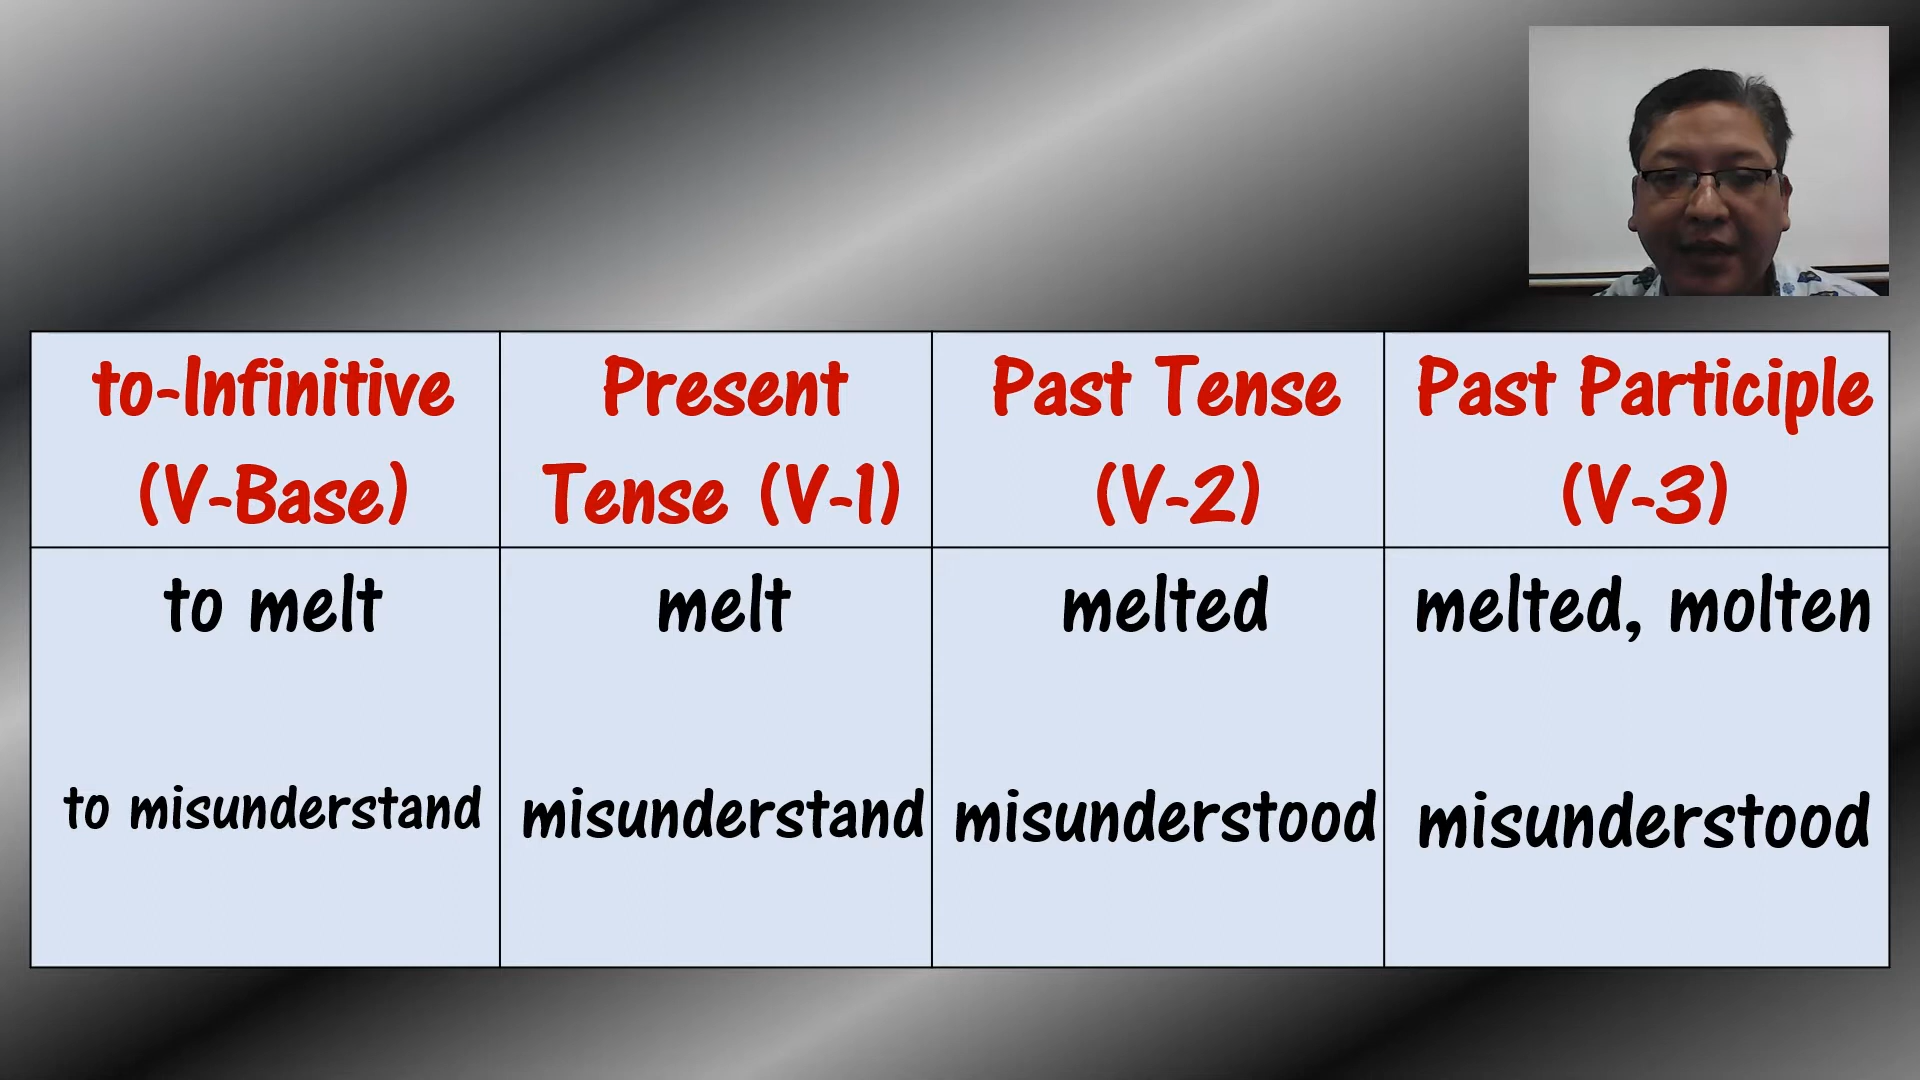 to-Infinitive
(V-Base)
Present
Tense (V-1)
Past Tense
(V-2)
Past Participle
(V-3)
to melt
melt
melted
melted, molten
to misunderstand
misunderstand
misunderstood
misunderstood